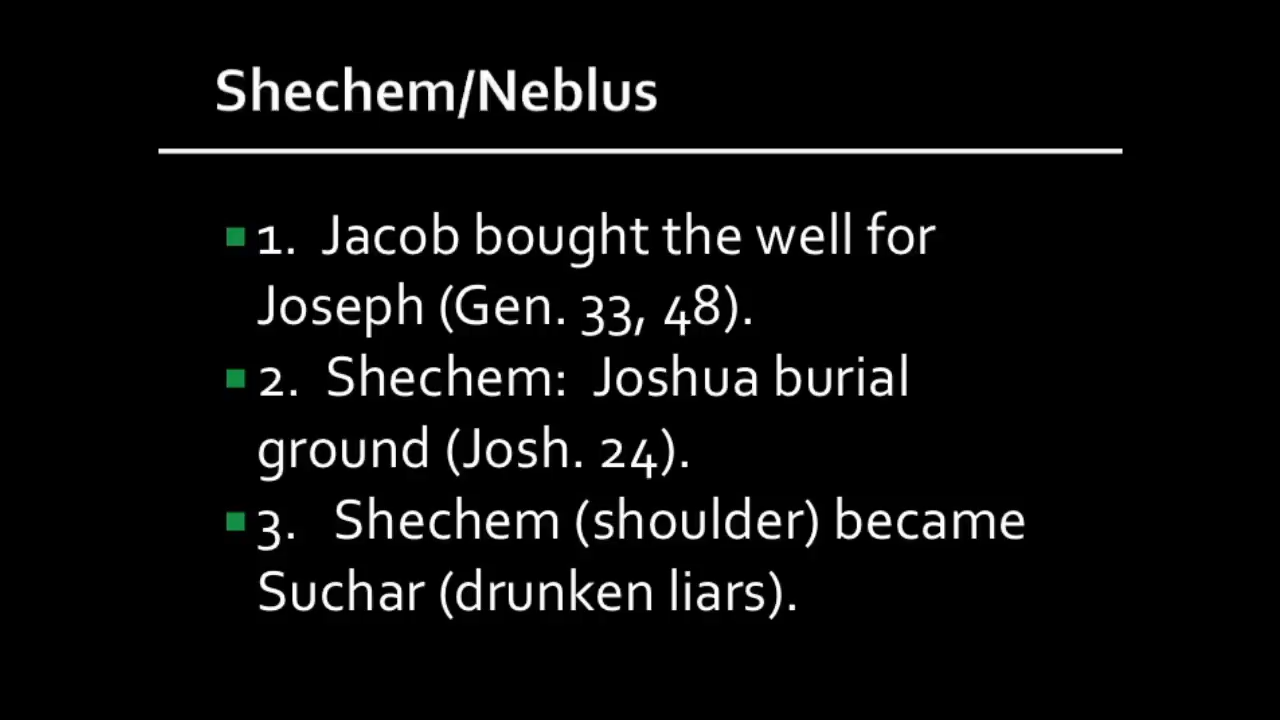 Shechem/Neblus
▪ 1.  Jacob bought the well for
Joseph (Gen. 33, 48).
▪ 2.  Shechem:  Joshua burial
ground (Josh. 24).
▪ 3.   Shechem (shoulder) became
Suchar (drunken liars).